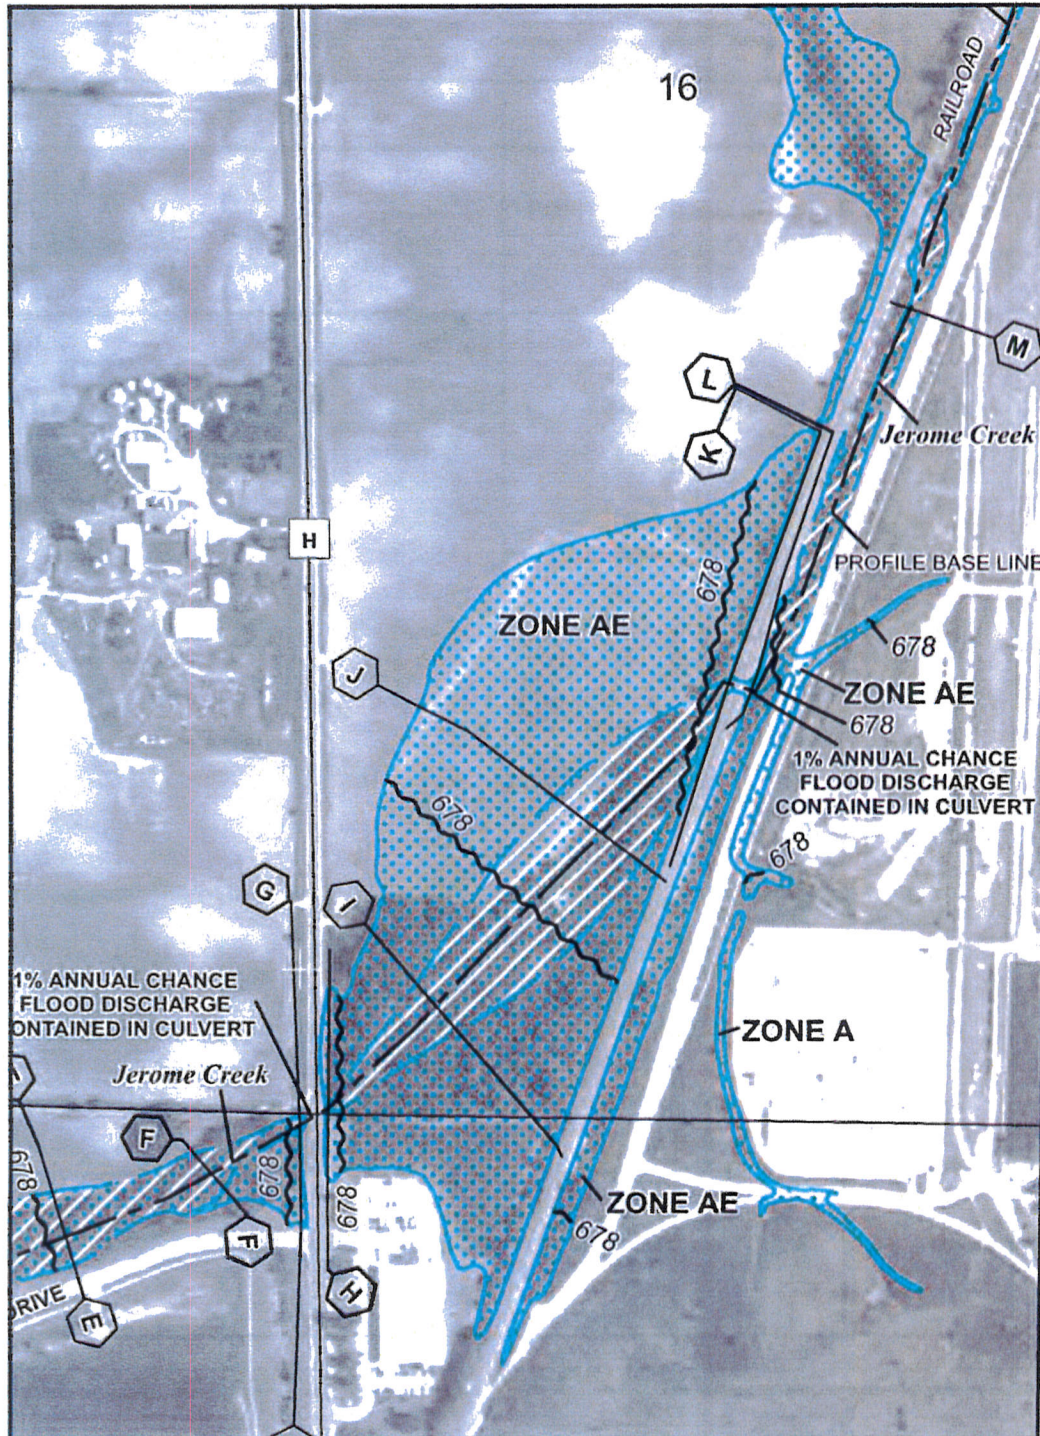 16
RAILROAD
M
L
K
Jerome Creek
H
PROFILE BASE LINE
678
ZONE AE
678
J
ZONE AE
678
1% ANNUAL CHANCE
FLOOD DISCHARGE
CONTAINED IN CULVERT
678
678
G
I
1% ANNUAL CHANCE
FLOOD DISCHARGE
ONTAINED IN CULVERT
ZONE A
Jerome Creek
F
678
678
678
ZONE AE
678
F
H
DRIVE
E